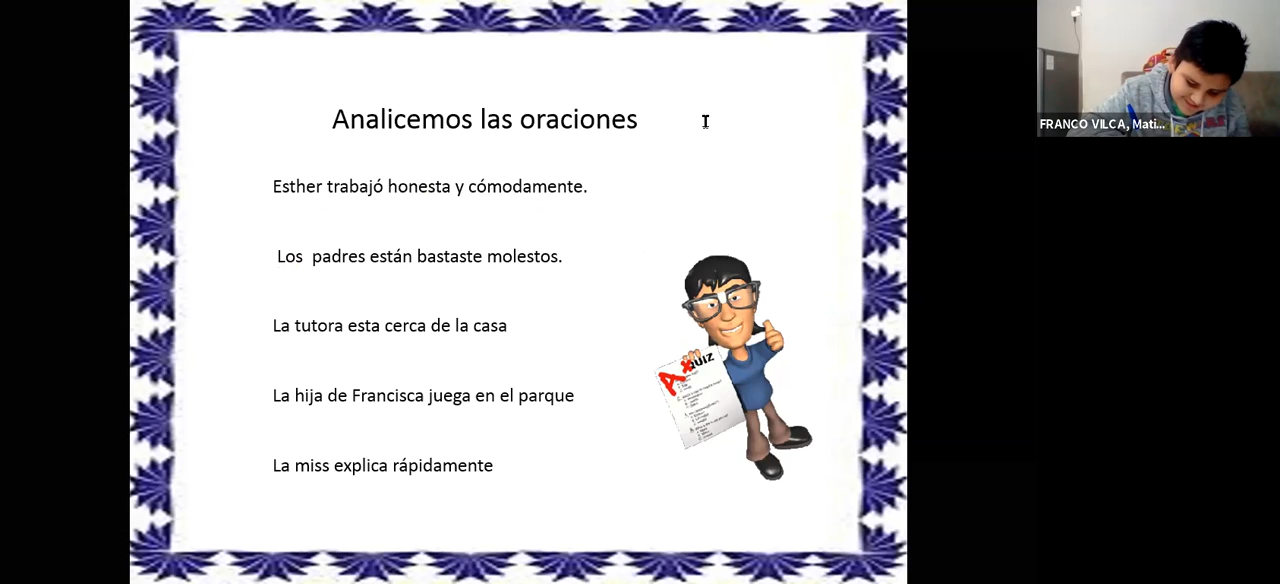 Analicemos las oraciones
Esther trabajó honesta y cómodamente.
Los padres están bastaste molestos.
La tutora esta cerca de la casa
La hija de Francisca juega en el parque
La miss explica rápidamente
A
QUIZ
FRANCO VILCA, Mati...